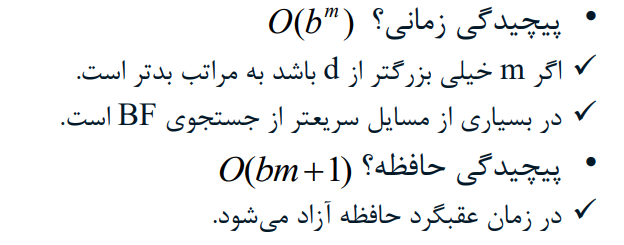 • پیچیدگی زمانی؟ O(b^m)
✓ اگر m خیلی بزرگتر از d باشد به مراتب بدتر است.
✓ در بسیاری از مسایل سریعتر از جستجوی BF است.
• پیچیدگی حافظه؟ O(bm+1)
✓ در زمان عقبگرد حافظه آزاد می‌شود.